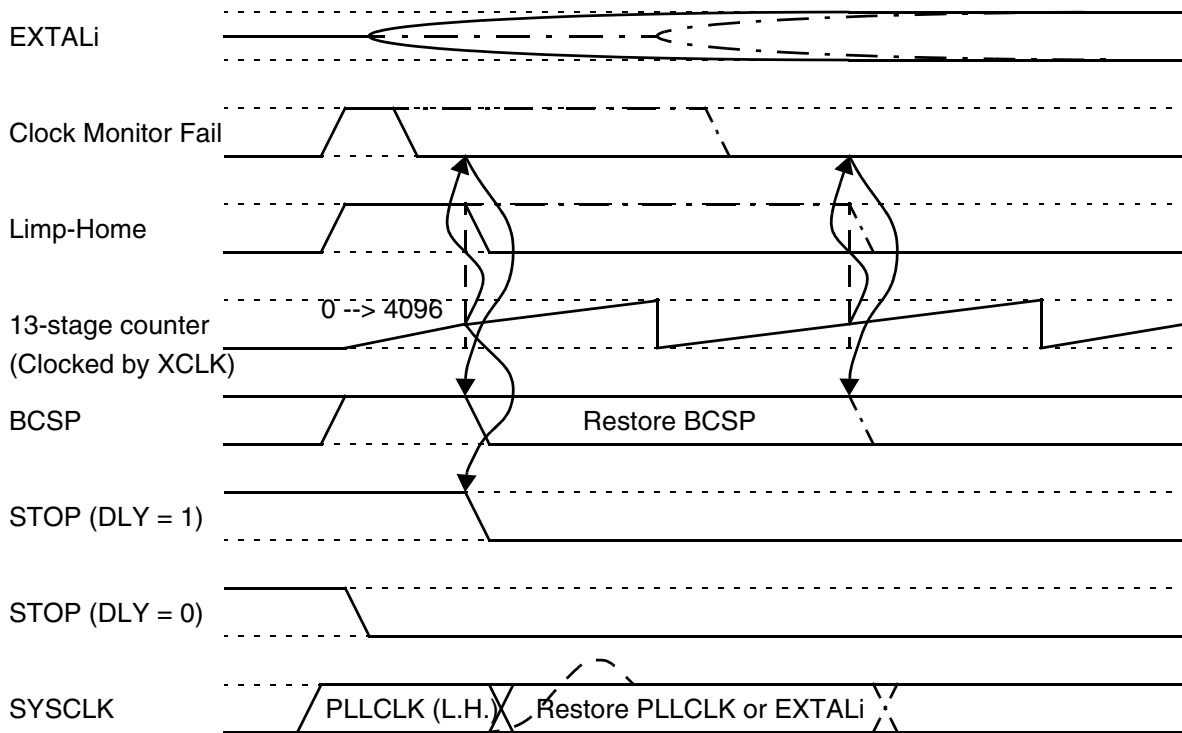 EXTALi
Clock Monitor Fail
Limp-Home
0 --> 4096
13-stage counter
(Clocked by XCLK)
BCSP
Restore BCSP
STOP (DLY = 1)
STOP (DLY = 0)
SYSCLK
PLLCLK (L.H.)
Restore PLLCLK or EXTALi